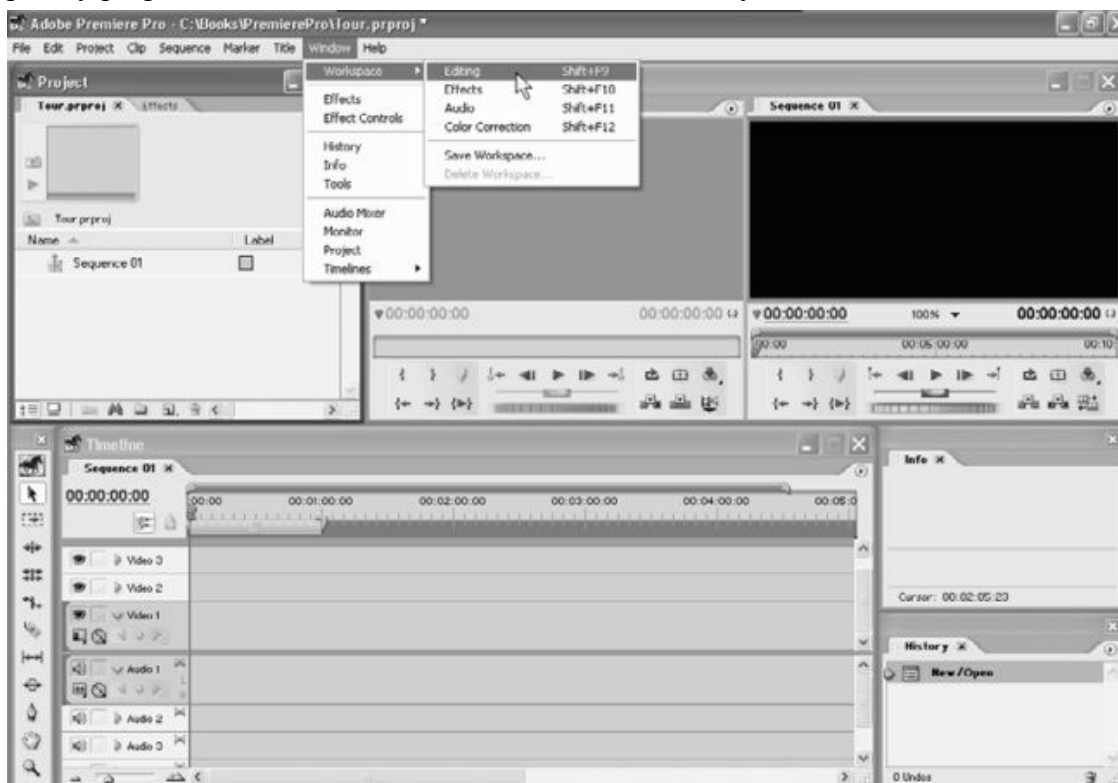 Adobe Premiere Pro - C:\Books\PremierePro\Tour.prproj *
File Edit Project Clip Sequence Marker Title Window Help
Project
Tour.prproj Effects
Tour.prproj
Name Label
Sequence 01
Workspace
Effects
Effect Controls
History
Info
Tools
Audio Mixer
Monitor
Project
Timelines
Editing Shift+F9
Effects Shift+F10
Audio Shift+F11
Color Correction Shift+F12
Save Workspace...
Delete Workspace...
Sequence 01
00:00:00:00 00:00:00:00
00:00:00:00 100% 00:00:00:00
00:00 00:05:00:00 00:10
Timeline
Sequence 01
00:00:00:00
00:00 00:01:00:00 00:02:00:00 00:03:00:00 00:04:00:00 00:05:0
Video 3
Video 2
Video 1
Audio 1
Audio 2
Audio 3
Info
Cursor: 00:02:05:23
History
New/Open
0 Undos